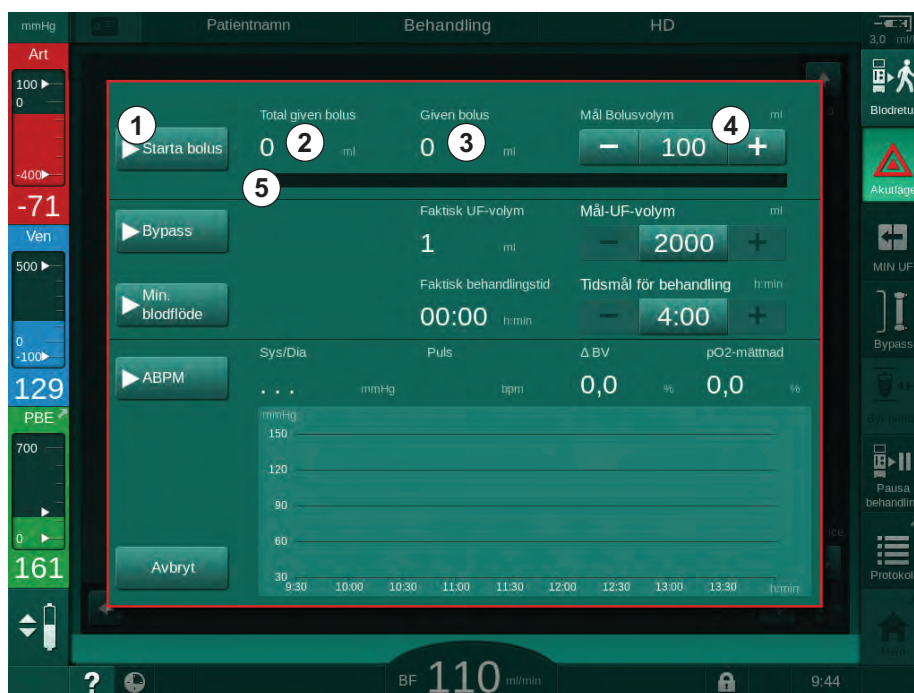 mmHg
Patientnamn Behandling HD
3,0 ml/
Art
100
0
-400
-71
Ven
500
0
-100
129
PBE
700
0
161
1
Starta bolus
Total given bolus
0 2 ml
Given bolus
0 3 ml
Mål Bolusvolym ml
4
− 100 +
5
Bypass
Faktisk UF-volym
1 ml
Mål-UF-volym ml
− 2000 +
Min.
blodflöde
Faktisk behandlingstid
00:00 h:min
Tidsmål för behandling h:min
− 4:00 +
ABPM
Sys/Dia Puls Δ BV pO2-mättnad
. . . mmHg bpm 0,0 % 0,0 %
mmHg
150
120
90
60
30
9:30 10:00 10:30 11:00 11:30 12:00 12:30 13:00 13:30 h:min
Avbryt
Blodretu
Akutläge
MIN UF
Bypass
Pausa
behandlin
Protokol
? BF 110 ml/min 9:44